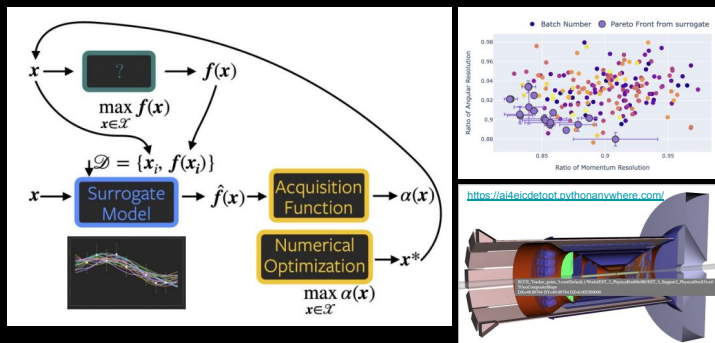 x
?
f(x)
max f(x)
x∈𝒳
𝒟 = {xᵢ, f(xᵢ)}
x
Surrogate
Model
f̂(x)
Acquisition
Function
α(x)
Numerical
Optimization
x*
max α(x)
x∈𝒳
Batch Number
Pareto Front from surrogate
Ratio of Angular Resolution
0.98
0.96
0.94
0.92
0.90
0.88
0.85
0.9
0.95
Ratio of Momentum Resolution
https://ai4eicdetopt.pythonanywhere.com/